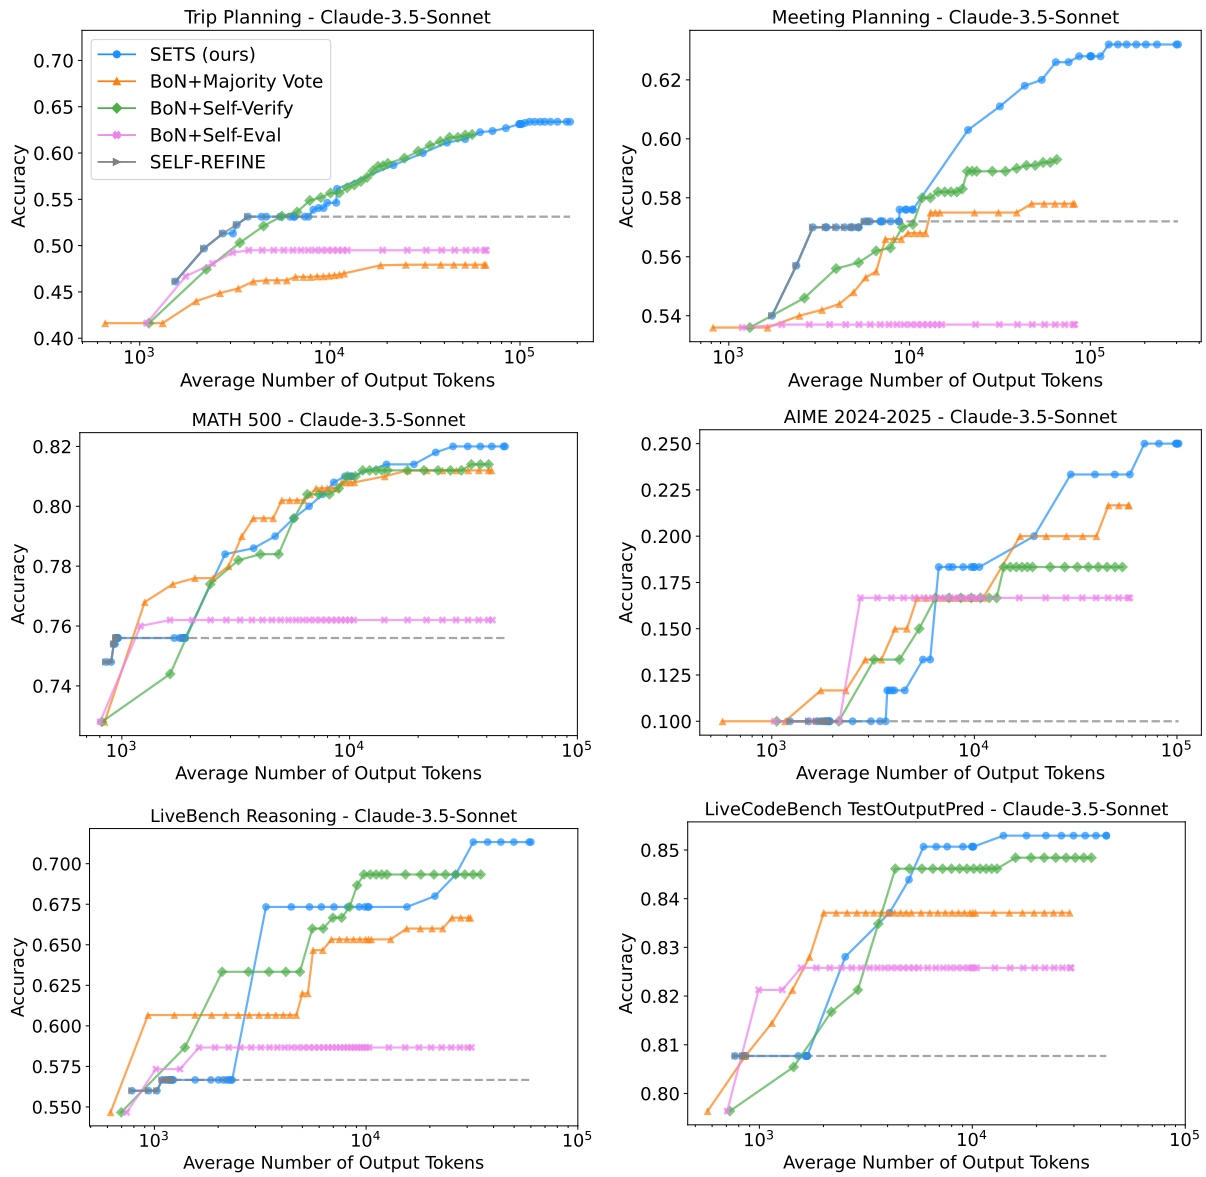 Trip Planning - Claude-3.5-Sonnet
Accuracy
0.70
0.65
0.60
0.55
0.50
0.45
0.40
SETS (ours)
BoN+Majority Vote
BoN+Self-Verify
BoN+Self-Eval
SELF-REFINE
10³ 10⁴ 10⁵
Average Number of Output Tokens
Meeting Planning - Claude-3.5-Sonnet
Accuracy
0.62
0.60
0.58
0.56
0.54
10³ 10⁴ 10⁵
Average Number of Output Tokens
MATH 500 - Claude-3.5-Sonnet
Accuracy
0.82
0.80
0.78
0.76
0.74
10³ 10⁴ 10⁵
Average Number of Output Tokens
AIME 2024-2025 - Claude-3.5-Sonnet
Accuracy
0.250
0.225
0.200
0.175
0.150
0.125
0.100
10³ 10⁴ 10⁵
Average Number of Output Tokens
LiveBench Reasoning - Claude-3.5-Sonnet
Accuracy
0.700
0.675
0.650
0.625
0.600
0.575
0.550
10³ 10⁴ 10⁵
Average Number of Output Tokens
LiveCodeBench TestOutputPred - Claude-3.5-Sonnet
Accuracy
0.85
0.84
0.83
0.82
0.81
0.80
10³ 10⁴ 10⁵
Average Number of Output Tokens